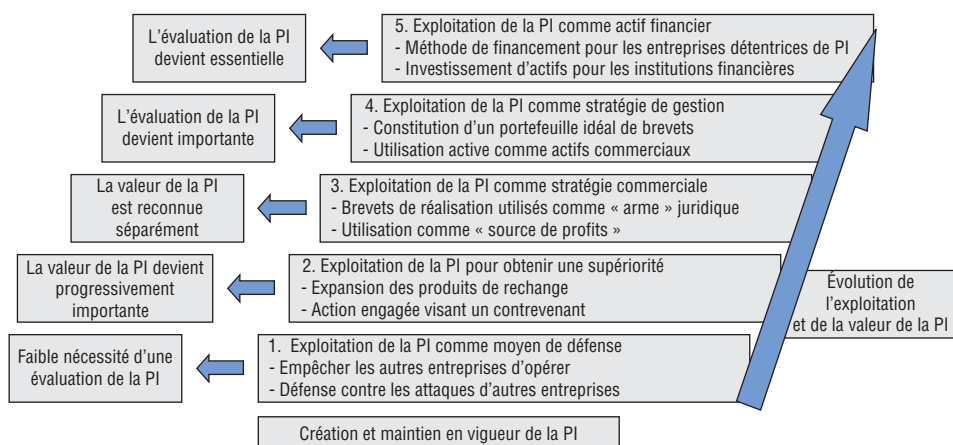 L'évaluation de la PI
devient essentielle
5. Exploitation de la PI comme actif financier
- Méthode de financement pour les entreprises détentrices de PI
- Investissement d'actifs pour les institutions financières
L'évaluation de la PI
devient importante
4. Exploitation de la PI comme stratégie de gestion
- Constitution d'un portefeuille idéal de brevets
- Utilisation active comme actifs commerciaux
La valeur de la PI
est reconnue
séparément
3. Exploitation de la PI comme stratégie commerciale
- Brevets de réalisation utilisés comme « arme » juridique
- Utilisation comme « source de profits »
La valeur de la PI devient
progressivement
importante
2. Exploitation de la PI pour obtenir une supériorité
- Expansion des produits de rechange
- Action engagée visant un contrevenant
Évolution de
l'exploitation
et de la valeur de la PI
Faible nécessité d'une
évaluation de la PI
1. Exploitation de la PI comme moyen de défense
- Empêcher les autres entreprises d'opérer
- Défense contre les attaques d'autres entreprises
Création et maintien en vigueur de la PI